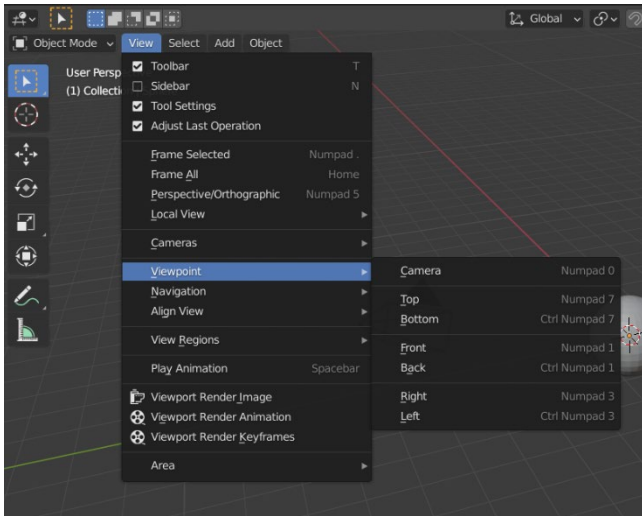 Global
Object Mode View Select Add Object
User Persp
(1) Collecti
Toolbar T
Sidebar N
Tool Settings
Adjust Last Operation
Frame Selected Numpad .
Frame All Home
Perspective/Orthographic Numpad 5
Local View
Cameras
Viewpoint
Navigation
Align View
View Regions
Play Animation Spacebar
Viewport Render Image
Viewport Render Animation
Viewport Render Keyframes
Area
Camera Numpad 0
Top Numpad 7
Bottom Ctrl Numpad 7
Front Numpad 1
Back Ctrl Numpad 1
Right Numpad 3
Left Ctrl Numpad 3